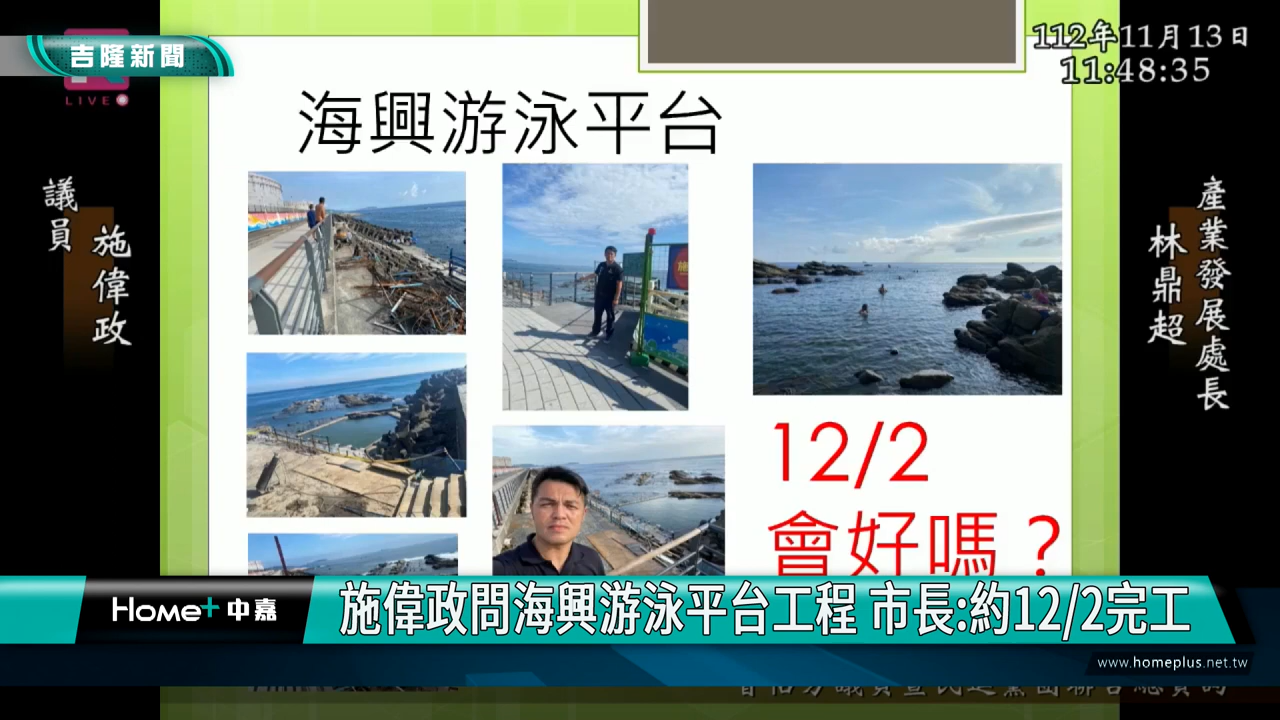 吉隆新聞
LIVE
112年11月13日
11:48:35
海興游泳平台
議員
施偉政
產業發展處長
林鼎超
12/2
會好嗎？
Home+中嘉
施偉政問海興游泳平台工程 市長:約12/2完工
www.homeplus.net.tw